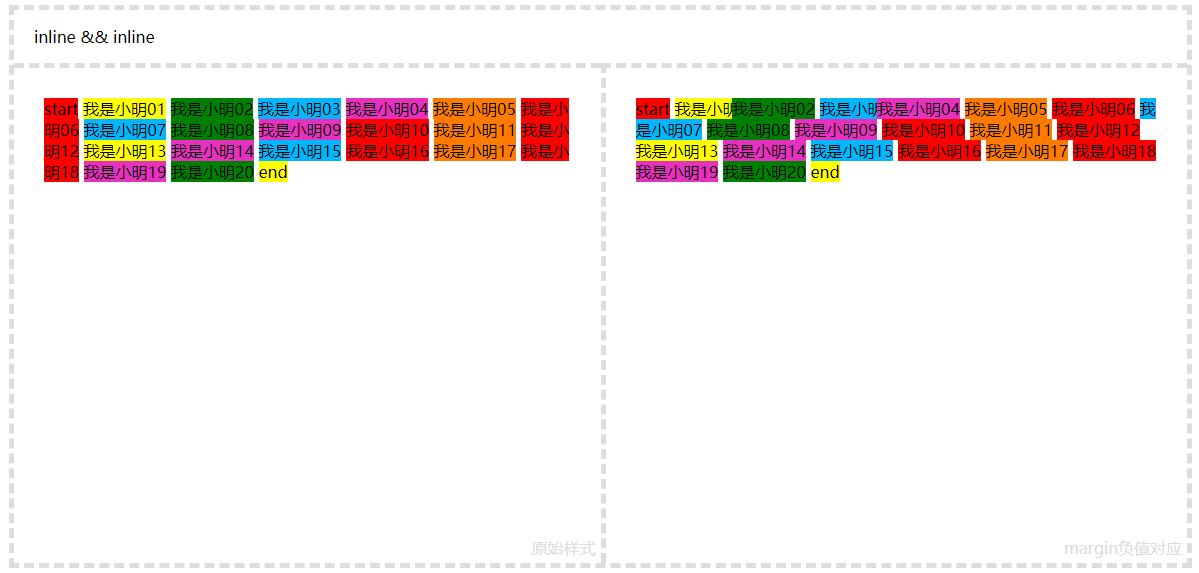 inline && inline
start 我是小明01 我是小明02 我是小明03 我是小明04 我是小明05 我是小
明06 我是小明07 我是小明08 我是小明09 我是小明10 我是小明11 我是小
明12 我是小明13 我是小明14 我是小明15 我是小明16 我是小明17 我是小
明18 我是小明19 我是小明20 end
原始样式
start 我是小明我是小明02 我是小明我是小明04 我是小明05 我是小明06 我
是小明07 我是小明08 我是小明09 我是小明10 我是小明11 我是小明12
我是小明13 我是小明14 我是小明15 我是小明16 我是小明17 我是小明18
我是小明19 我是小明20 end
margin负值对应